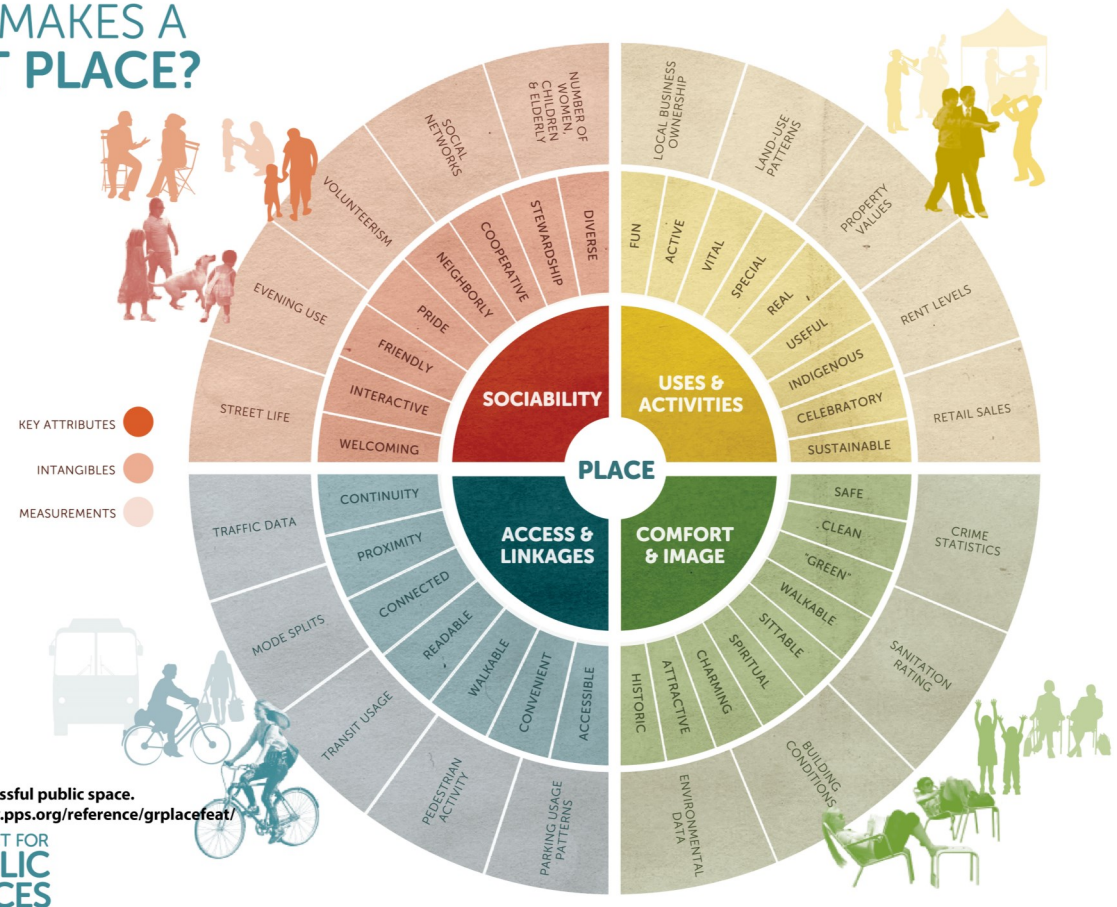 MAKES A
T PLACE?
KEY ATTRIBUTES
INTANGIBLES
MEASUREMENTS
PLACE
SOCIABILITY
USES &
ACTIVITIES
ACCESS &
LINKAGES
COMFORT
& IMAGE
WELCOMING
INTERACTIVE
FRIENDLY
PRIDE
NEIGHBORLY
COOPERATIVE
STEWARDSHIP
DIVERSE
FUN
ACTIVE
VITAL
SPECIAL
REAL
USEFUL
INDIGENOUS
CELEBRATORY
SUSTAINABLE
SAFE
CLEAN
"GREEN"
WALKABLE
SITTABLE
SPIRITUAL
CHARMING
ATTRACTIVE
HISTORIC
ACCESSIBLE
CONVENIENT
WALKABLE
READABLE
CONNECTED
PROXIMITY
CONTINUITY
STREET LIFE
EVENING USE
VOLUNTEERISM
SOCIAL
NETWORKS
NUMBER OF
WOMEN,
CHILDREN
& ELDERLY
LOCAL BUSINESS
OWNERSHIP
LAND-USE
PATTERNS
PROPERTY
VALUES
RENT LEVELS
RETAIL SALES
CRIME
STATISTICS
SANITATION
RATING
BUILDING
CONDITIONS
ENVIRONMENTAL
DATA
PARKING USAGE
PATTERNS
PEDESTRIAN
ACTIVITY
TRANSIT USAGE
MODE SPLITS
TRAFFIC DATA
ssful public space.
.pps.org/reference/grplacefeat/
T FOR
LIC
CES